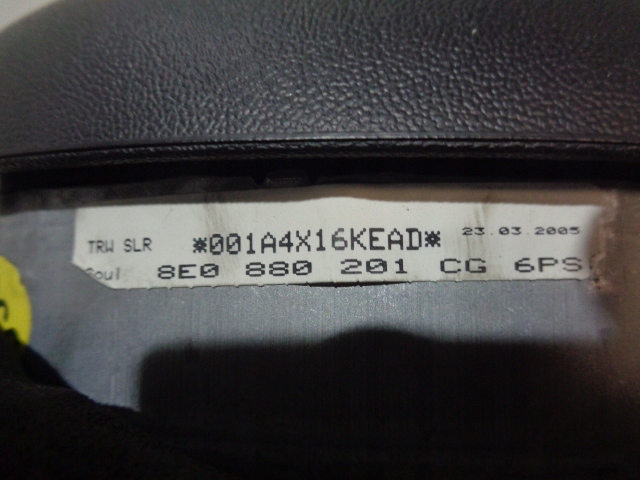 TRW SLR *001A4X16KEAD* 23.03.2005
Soul 8E0 880 201 CG 6PS